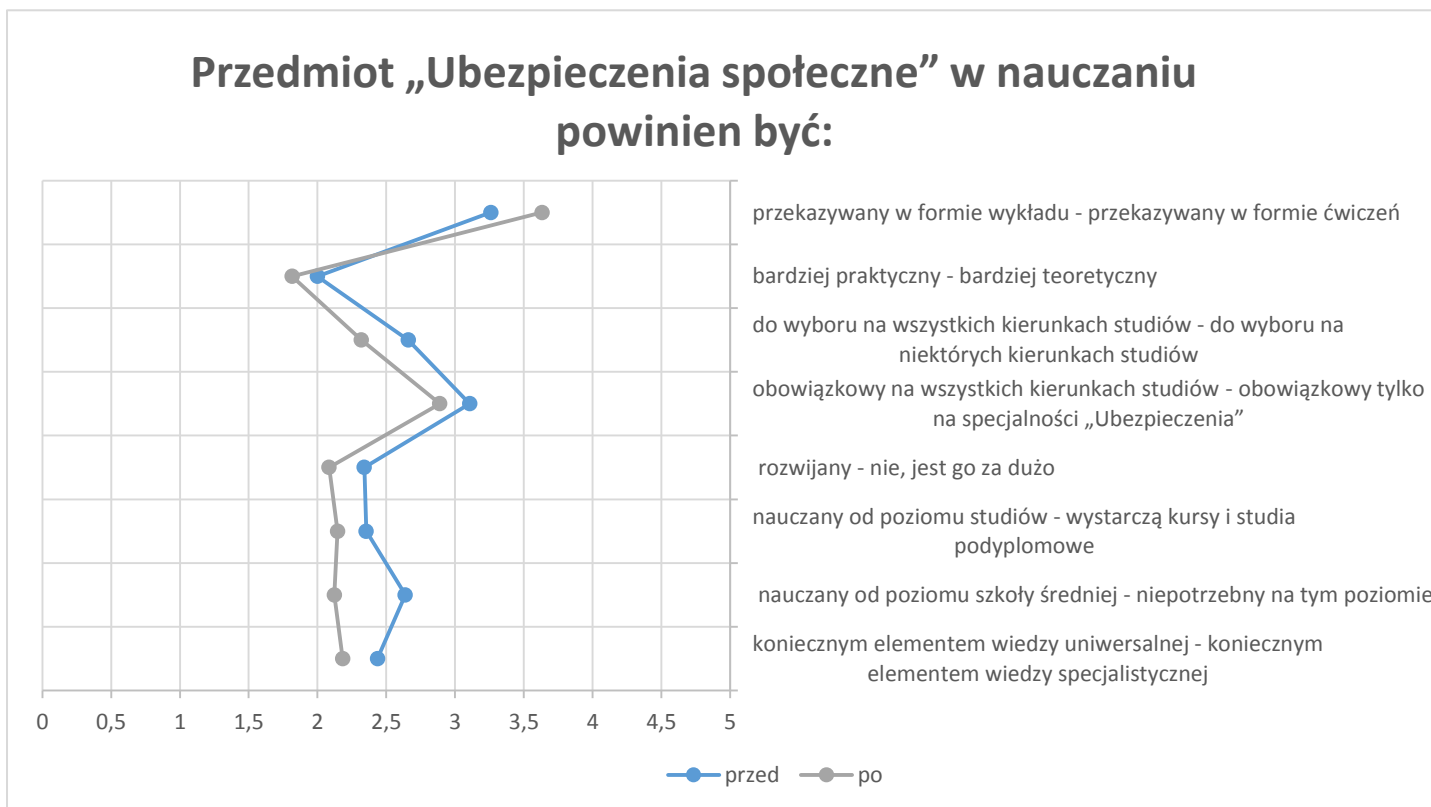 Przedmiot „Ubezpieczenia społeczne” w nauczaniu
powinien być:
przekazywany w formie wykładu - przekazywany w formie ćwiczeń
bardziej praktyczny - bardziej teoretyczny
do wyboru na wszystkich kierunkach studiów - do wyboru na
niektórych kierunkach studiów
obowiązkowy na wszystkich kierunkach studiów - obowiązkowy tylko
na specjalności „Ubezpieczenia”
rozwijany - nie, jest go za dużo
nauczany od poziomu studiów - wystarczą kursy i studia
podyplomowe
nauczany od poziomu szkoły średniej - niepotrzebny na tym poziomie
koniecznym elementem wiedzy uniwersalnej - koniecznym
elementem wiedzy specjalistycznej
0 0,5 1 1,5 2 2,5 3 3,5 4 4,5 5
przed po